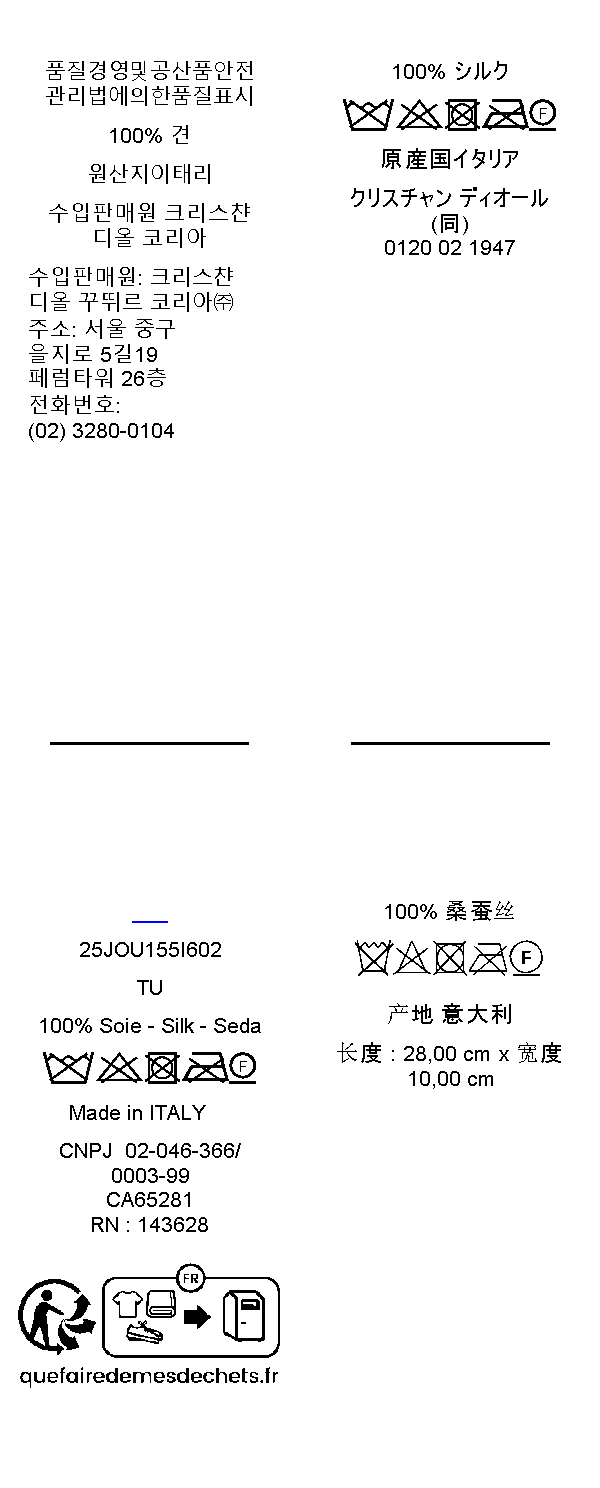 품질경영및공산품안전
관리법에의한품질표시
100% 견
원산지이태리
수입판매원 크리스챤
디올 코리아
수입판매원: 크리스챤
디올 꾸뛰르 코리아㈜
주소: 서울 중구
을지로 5길19
페럼타워 26층
전화번호:
(02) 3280-0104
100% シルク
F
原産国イタリア
クリスチャン ディオール
(同)
0120 02 1947
25JOU155I602
TU
100% Soie - Silk - Seda
F
Made in ITALY
CNPJ 02-046-366/
0003-99
CA65281
RN : 143628
FR
quefairedemesdechets.fr
100% 桑蚕丝
F
产地 意大利
长度 : 28,00 cm x 宽度
10,00 cm